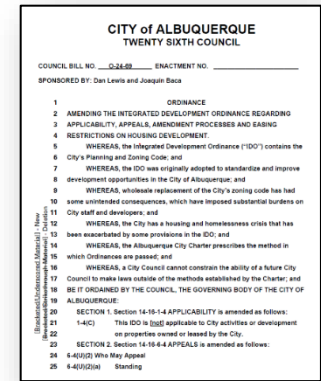 CITY of ALBUQUERQUE
TWENTY SIXTH COUNCIL
COUNCIL BILL NO. O-24-69 ENACTMENT NO.
SPONSORED BY: Dan Lewis and Joaquin Baca
1 ORDINANCE
2 AMENDING THE INTEGRATED DEVELOPMENT ORDINANCE REGARDING
3 APPLICABILITY, APPEALS, AMENDMENT PROCESSES AND EASING
4 RESTRICTIONS ON HOUSING DEVELOPMENT.
5 WHEREAS, the Integrated Development Ordinance ("IDO") contains the
6 City's Planning and Zoning Code; and
7 WHEREAS, the IDO was originally adopted to standardize and improve
8 development opportunities in the City of Albuquerque; and
9 WHEREAS, wholesale replacement of the City's zoning code has had
10 some unintended consequences, which have imposed substantial burdens on
11 City staff and developers; and
12 WHEREAS, the City has a housing and homelessness crisis that has
13 been exacerbated by some provisions in the IDO; and
14 WHEREAS, the Albuquerque City Charter prescribes the method in
15 which Ordinances are passed; and
16 WHEREAS, a City Council cannot constrain the ability of a future City
17 Council to make laws outside of the methods established by the Charter; and
18 BE IT ORDAINED BY THE COUNCIL, THE GOVERNING BODY OF THE CITY OF
19 ALBUQUERQUE:
20 SECTION 1. Section 14-16-1-4 APPLICABILITY is amended as follows:
21 1-4(C) This IDO is [not] applicable to City activities or development
22 on properties owned or leased by the City.
23 SECTION 2. Section 14-16-6-4 APPEALS is amended as follows:
24 6-4(U)(2) Who May Appeal
25 6-4(U)(2)(a) Standing
[Bracketed/Underscored Material] - New
[Bracketed/Strikethrough Material] - Deletion